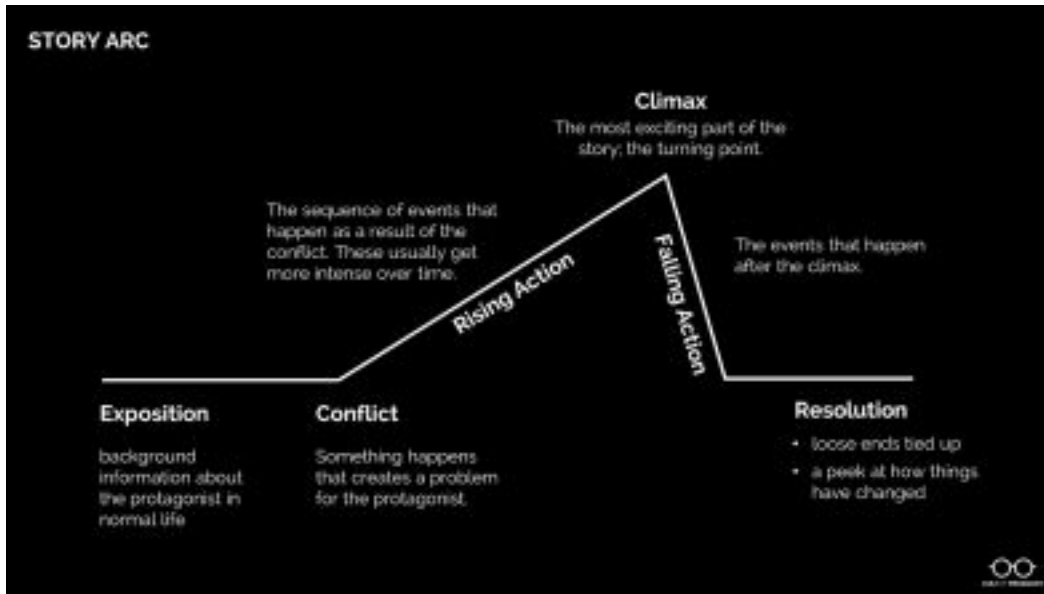 STORY ARC
Climax
The most exciting part of the
story; the turning point.
The sequence of events that
happen as a result of the
conflict. These usually get
more intense over time.
Rising Action
Falling Action
The events that happen
after the climax.
Exposition
background
information about
the protagonist in
normal life
Conflict
Something happens
that creates a problem
for the protagonist.
Resolution
• loose ends tied up
• a peek at how things
have changed